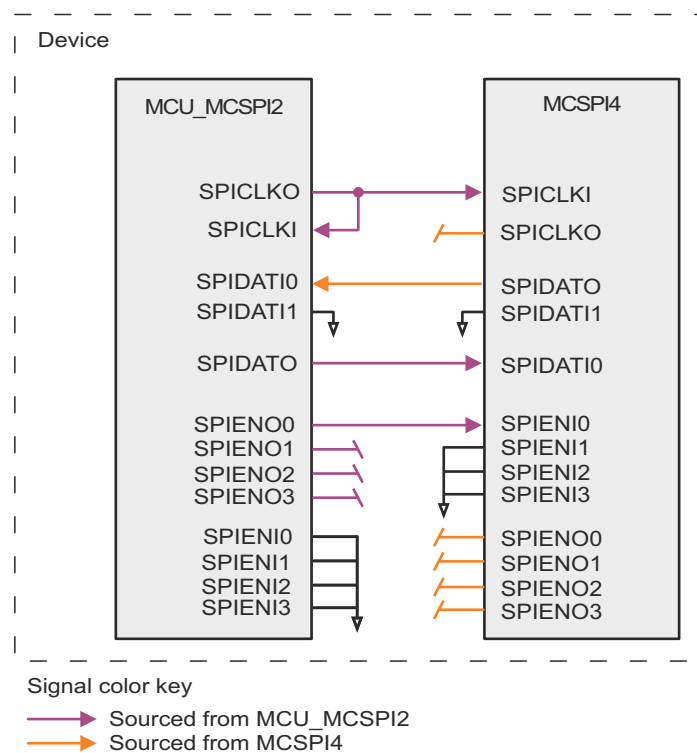 Device
MCU_MCSPI2
MCSPI4
SPICLKO
SPICLKI
SPIDATI0
SPIDATI1
SPIDATO
SPIENO0
SPIENO1
SPIENO2
SPIENO3
SPIENI0
SPIENI1
SPIENI2
SPIENI3
SPICLKI
SPICLKO
SPIDATO
SPIDATI1
SPIDATI0
SPIENI0
SPIENI1
SPIENI2
SPIENI3
SPIENO0
SPIENO1
SPIENO2
SPIENO3
Signal color key
Sourced from MCU_MCSPI2
Sourced from MCSPI4